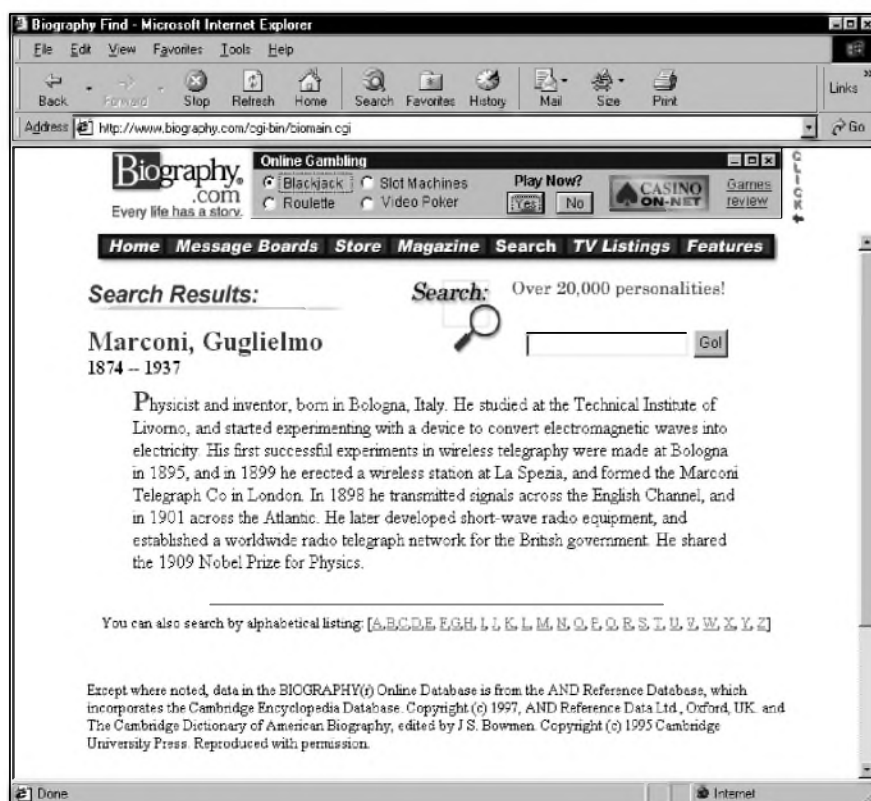 Biography Find - Microsoft Internet Explorer
File Edit View Favorites Tools Help
Back Forward Stop Refresh Home Search Favorites History Mail Size Print Links »
Address http://www.biography.com/cgi-bin/biomain.cgi Go
Biography.com
Every life has a story.
Online Gambling
Blackjack Slot Machines
Roulette Video Poker
Play Now?
Yes No
CASINO
ON-NET
Games
review
CLICK
Home Message Boards Store Magazine Search TV Listings Features
Search Results:
Search: Over 20,000 personalities!
Go!
Marconi, Guglielmo
1874 -- 1937
Physicist and inventor, born in Bologna, Italy. He studied at the Technical Institute of
Livorno, and started experimenting with a device to convert electromagnetic waves into
electricity. His first successful experiments in wireless telegraphy were made at Bologna
in 1895, and in 1899 he erected a wireless station at La Spezia, and formed the Marconi
Telegraph Co in London. In 1898 he transmitted signals across the English Channel, and
in 1901 across the Atlantic. He later developed short-wave radio equipment, and
established a worldwide radio telegraph network for the British government. He shared
the 1909 Nobel Prize for Physics.
You can also search by alphabetical listing: [A,B,C,D,E, F,G,H, I, J, K, L, M, N, O, P, Q, R, S, T, U, V, W, X, Y, Z]
Except where noted, data in the BIOGRAPHY(r) Online Database is from the AND Reference Database, which
incorporates the Cambridge Encyclopedia Database. Copyright (c) 1997, AND Reference Data Ltd., Oxford, UK. and
The Cambridge Dictionary of American Biography, edited by J.S. Bowmen. Copyright (c) 1995 Cambridge
University Press. Reproduced with permission.
Done Internet